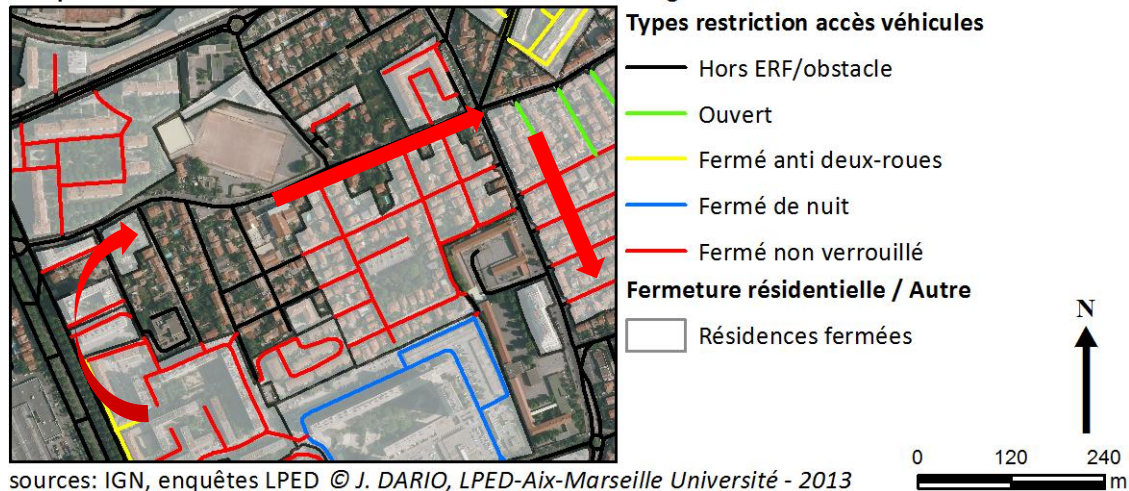 Types restriction accès véhicules
Hors ERF/obstacle
Ouvert
Fermé anti deux-roues
Fermé de nuit
Fermé non verrouillé
Fermeture résidentielle / Autre
Résidences fermées
N
0 120 240
m
sources: IGN, enquêtes LPED © J. DARIO, LPED-Aix-Marseille Université - 2013